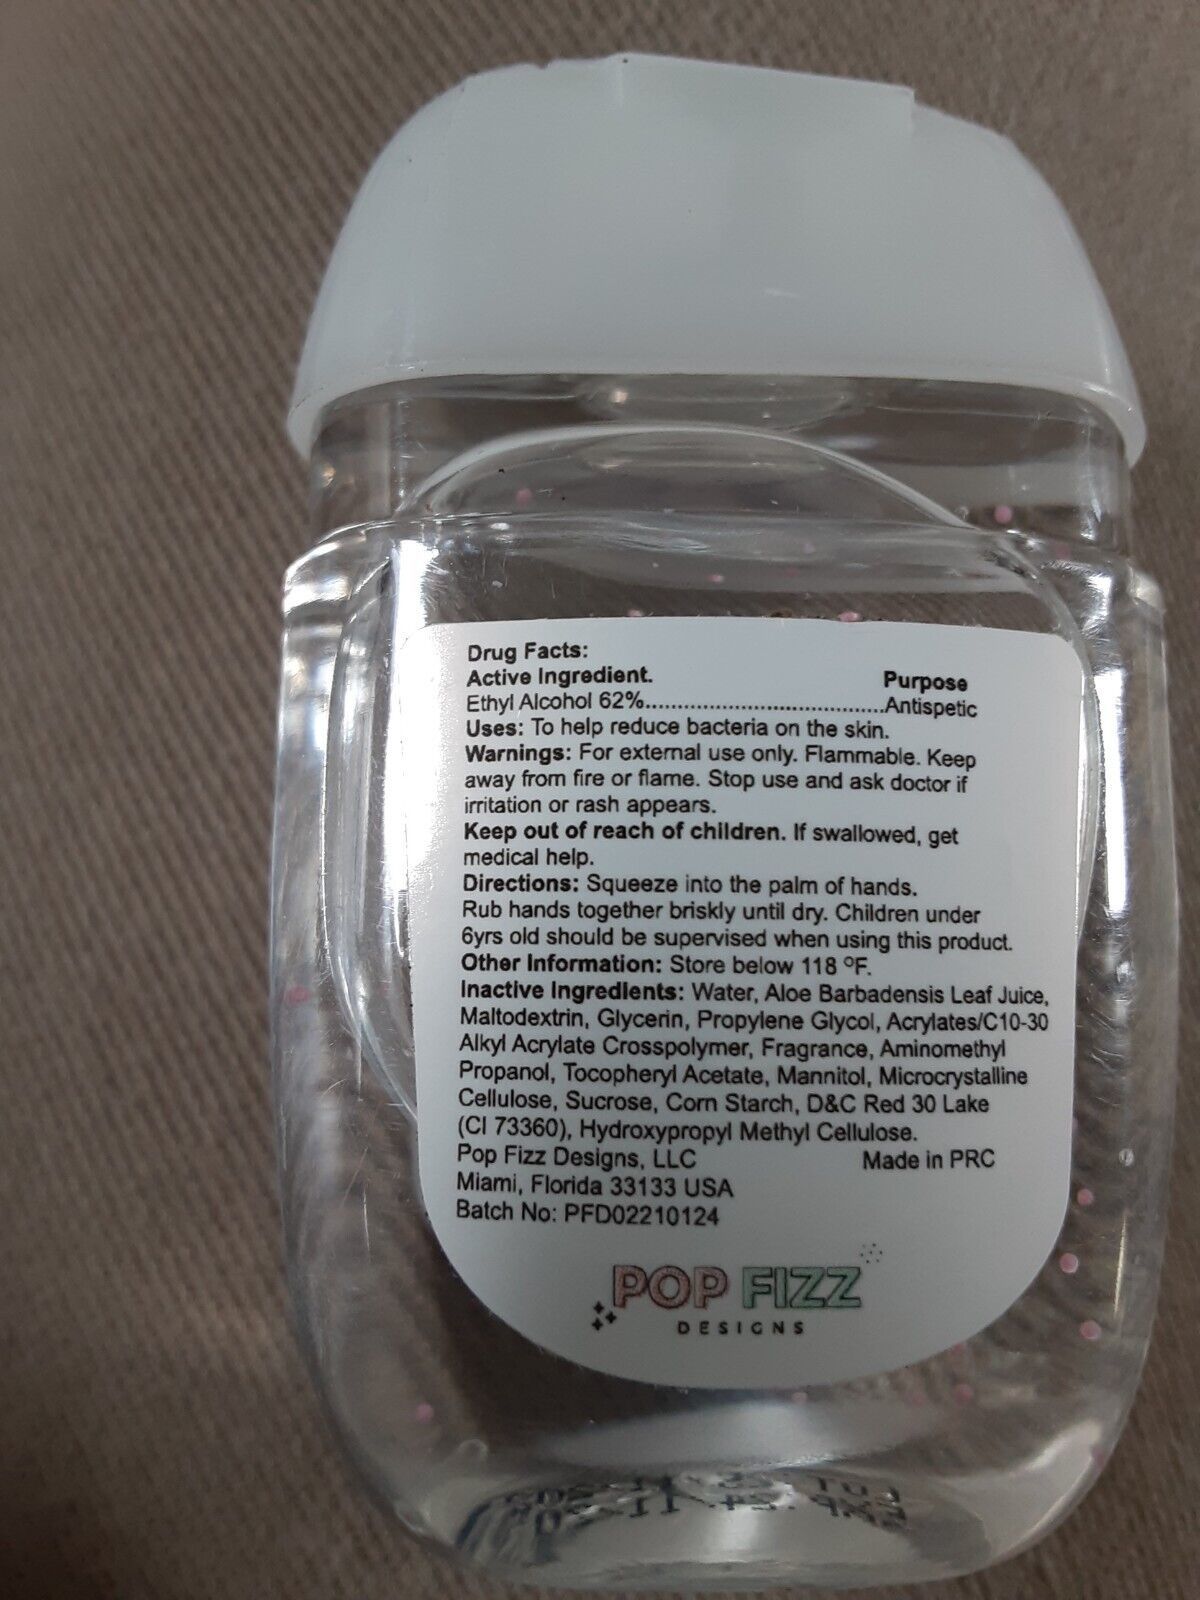 Drug Facts:
Active Ingredient. Purpose
Ethyl Alcohol 62%......................................Antispetic
Uses: To help reduce bacteria on the skin.
Warnings: For external use only. Flammable. Keep
away from fire or flame. Stop use and ask doctor if
irritation or rash appears.
Keep out of reach of children. If swallowed, get
medical help.
Directions: Squeeze into the palm of hands.
Rub hands together briskly until dry. Children under
6yrs old should be supervised when using this product.
Other Information: Store below 118 ºF.
Inactive Ingredients: Water, Aloe Barbadensis Leaf Juice,
Maltodextrin, Glycerin, Propylene Glycol, Acrylates/C10-30
Alkyl Acrylate Crosspolymer, Fragrance, Aminomethyl
Propanol, Tocopheryl Acetate, Mannitol, Microcrystalline
Cellulose, Sucrose, Corn Starch, D&C Red 30 Lake
(CI 73360), Hydroxypropyl Methyl Cellulose.
Pop Fizz Designs, LLC Made in PRC
Miami, Florida 33133 USA
Batch No: PFD02210124
POP FIZZ
DESIGNS